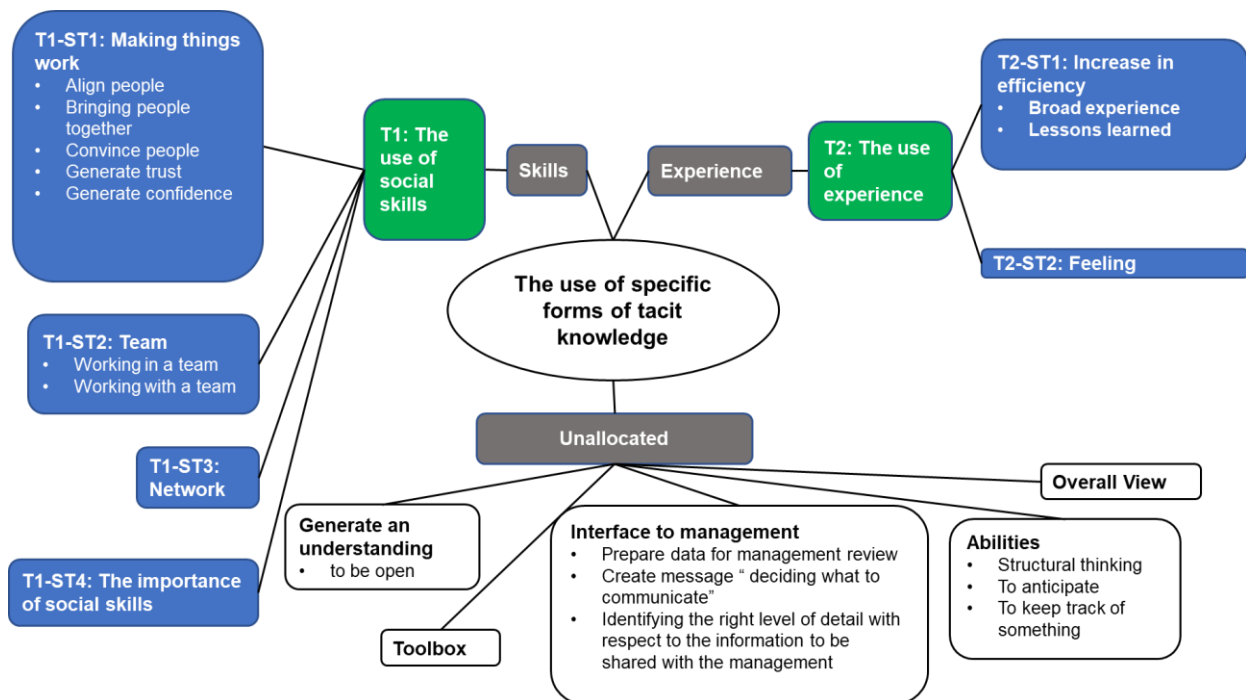 T1-ST1: Making things
work
• Align people
• Bringing people
together
• Convince people
• Generate trust
• Generate confidence
T1: The
use of
social
skills
Skills
Experience
T2: The use
of
experience
T2-ST1: Increase in
efficiency
• Broad experience
• Lessons learned
T2-ST2: Feeling
The use of specific
forms of tacit
knowledge
T1-ST2: Team
• Working in a team
• Working with a team
T1-ST3:
Network
T1-ST4: The importance
of social skills
Unallocated
Generate an
understanding
• to be open
Toolbox
Interface to management
• Prepare data for management review
• Create message “ deciding what to
communicate”
• Identifying the right level of detail with
respect to the information to be
shared with the management
Overall View
Abilities
• Structural thinking
• To anticipate
• To keep track of
something